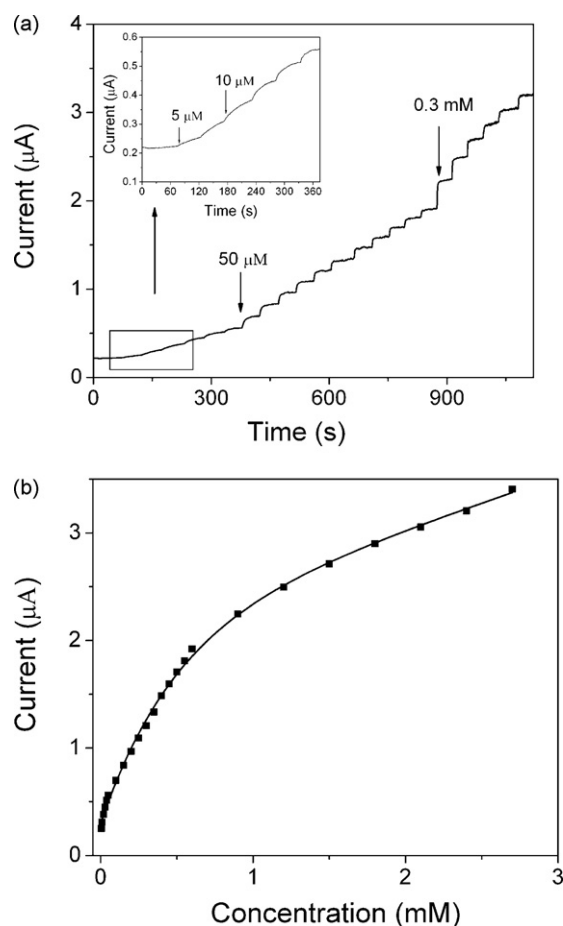 (a)
4
3
2
1
0
Current (μA)
0
300
600
900
Time (s)
0.6
0.5
0.4
0.3
0.2
0.1
Current (μA)
0 60 120 180 240 300 360
Time (s)
5 μM
10 μM
50 μM
0.3 mM
(b)
3
2
1
0
Current (μA)
0
1
2
3
Concentration (mM)